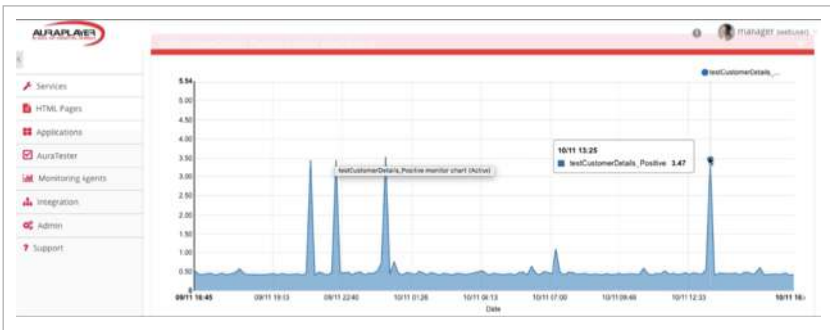 AURAPLAYER
manager (webuser)
Services
HTML Pages
Applications
AuraTester
Monitoring Agents
Integration
Admin
? Support
testCustomerDetails_...
5.54
5.00
4.50
4.00
3.50
3.00
2.50
2.00
1.50
1.00
0.50
0.00
10/11 13:25
testCustomerDetails_Positive 3.47
testCustomerDetails_Positive monitor chart (Active)
09/11 16:45 09/11 19:13 09/11 22:40 10/11 01:26 10/11 04:13 10/11 07:00 10/11 09:46 10/11 12:33 10/11 16:
Date